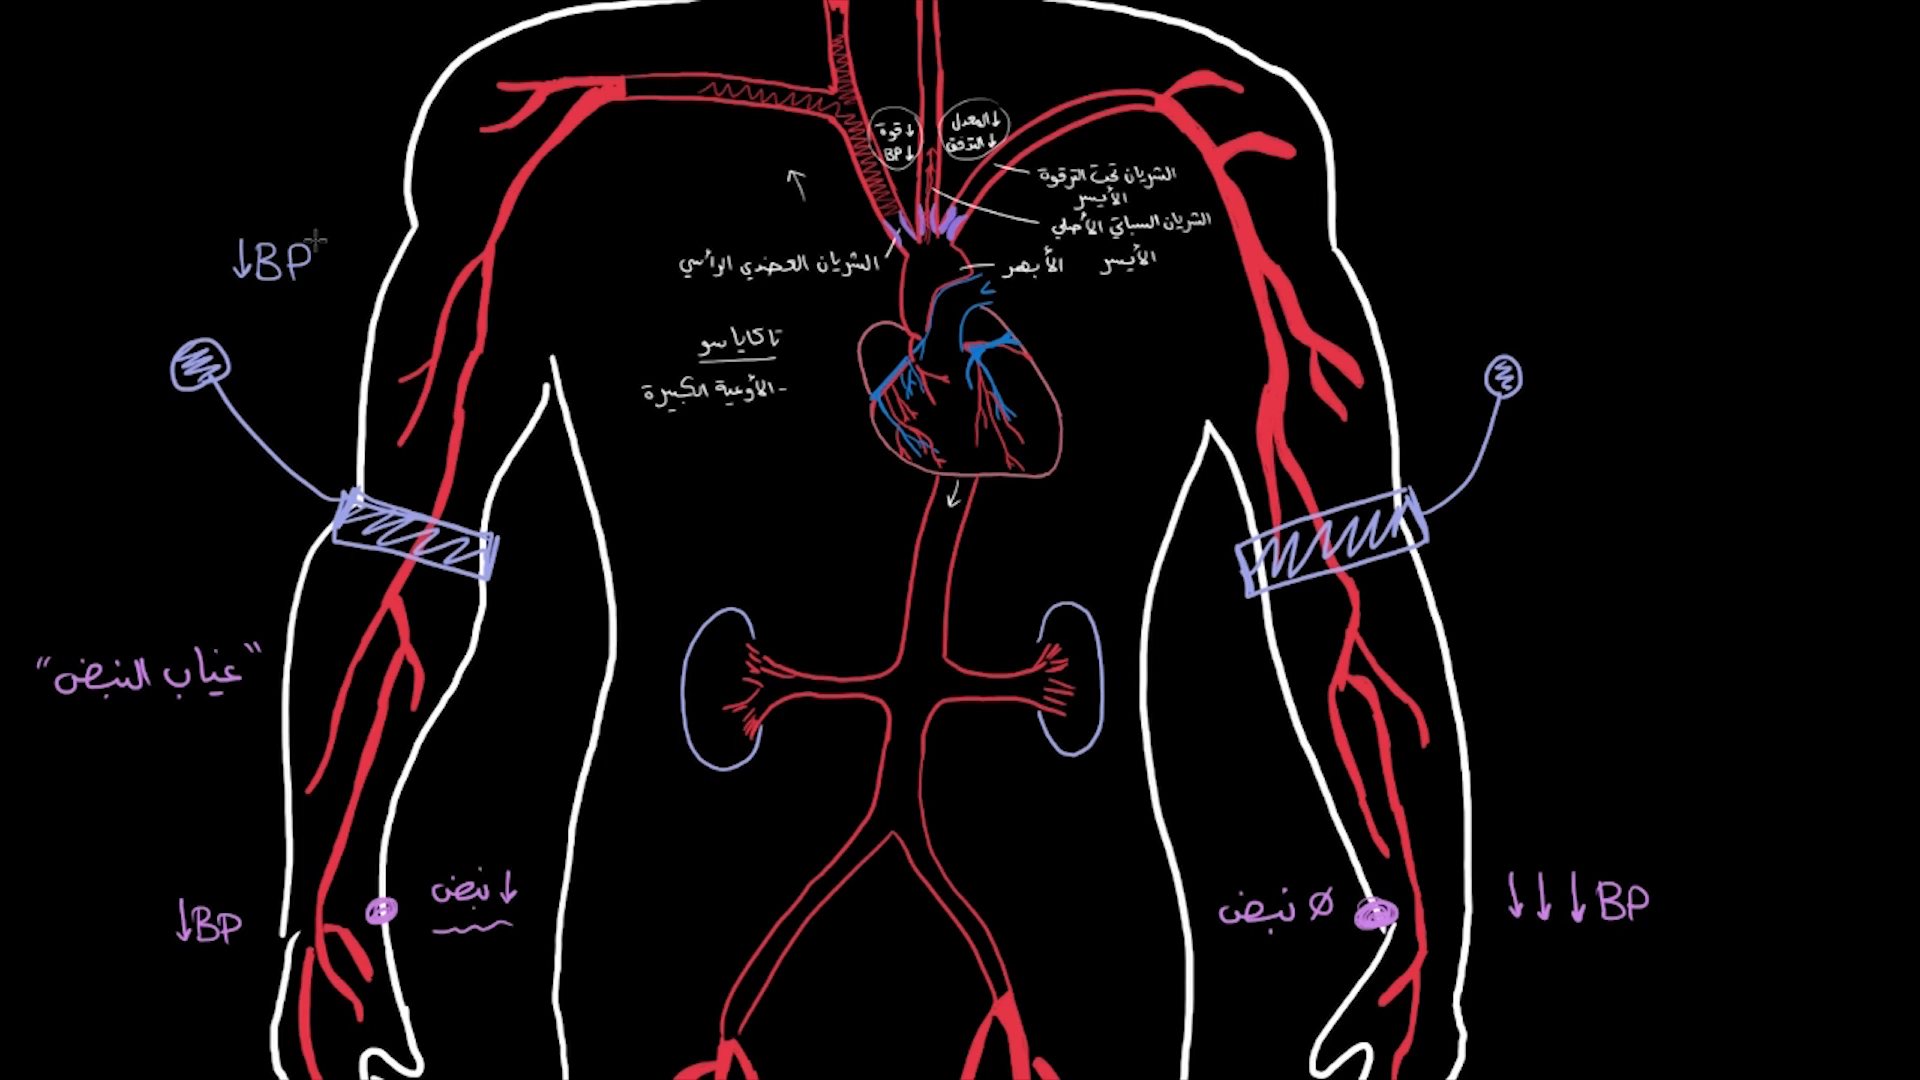 ↓قوة
↓BP
↓المعدل
↓التدفق
الشريان تحت الترقوة
الأيسر
الشريان السباتي الأصلي
الأيسر
الأبهر
الشريان العضدي الرأسي
↓BP
تاكاياسو
-الأوعية الكبيرة
"غياب النبض"
↓نبض
↓BP
Ø نبض
↓↓↓BP